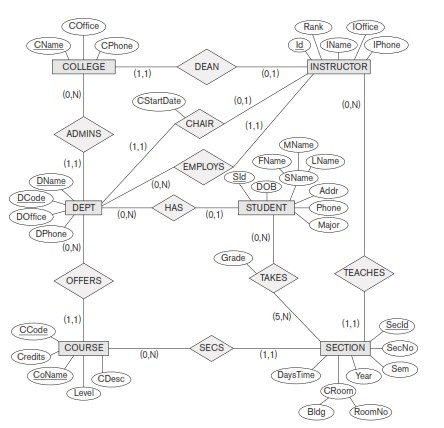 COffice
CName
CPhone
COLLEGE
(1,1)
DEAN
(0,1)
Rank
IOffice
Id
IName
IPhone
INSTRUCTOR
(0,N)
CStartDate
(0,1)
(0,N)
CHAIR
ADMINS
(1,1)
(1,1)
MName
(1,1)
EMPLOYS
FName
LName
DName
(0,N)
SId
SName
DOB
DCode
Addr
DEPT
(0,N)
HAS
(0,1)
STUDENT
Phone
DOffice
Major
DPhone
(0,N)
(0,N)
Grade
OFFERS
TAKES
TEACHES
(1,1)
(5,N)
(1,1)
CCode
SecId
COURSE
(0,N)
SECS
(1,1)
SECTION
SecNo
Credits
CoName
CDesc
DaysTime
Year
Sem
Level
CRoom
Bldg
RoomNo